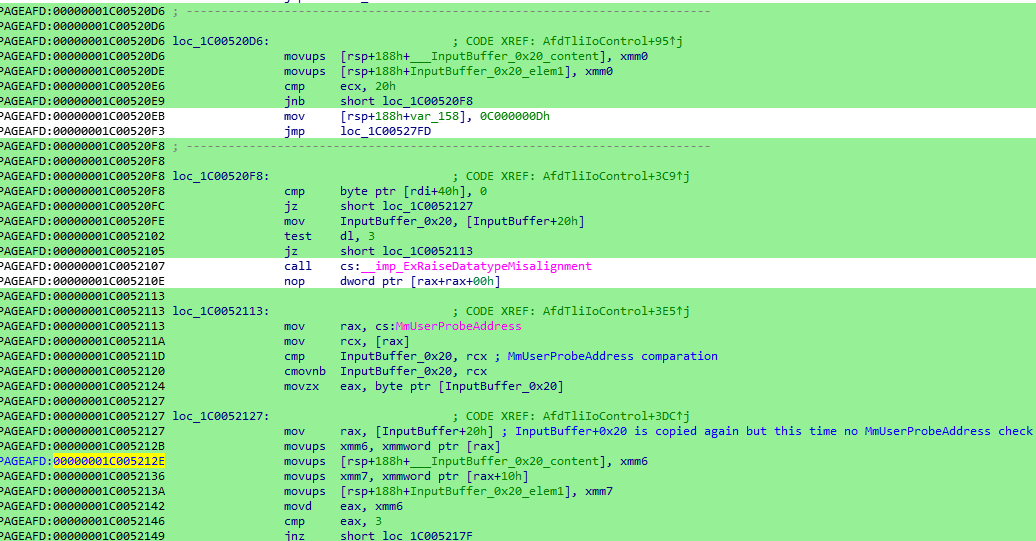 PAGEAFD:00000001C00520D6 ; ---------------------------------------------------------------------------
PAGEAFD:00000001C00520D6
PAGEAFD:00000001C00520D6 loc_1C00520D6: ; CODE XREF: AfdTliIoControl+95↑j
PAGEAFD:00000001C00520D6 movups [rsp+188h+___InputBuffer_0x20_content], xmm0
PAGEAFD:00000001C00520DE movups [rsp+188h+InputBuffer_0x20_elem1], xmm0
PAGEAFD:00000001C00520E6 cmp ecx, 20h
PAGEAFD:00000001C00520E9 jnb short loc_1C00520F8
PAGEAFD:00000001C00520EB mov [rsp+188h+var_158], 0C000000Dh
PAGEAFD:00000001C00520F3 jmp loc_1C00527FD
PAGEAFD:00000001C00520F8 ; ---------------------------------------------------------------------------
PAGEAFD:00000001C00520F8
PAGEAFD:00000001C00520F8 loc_1C00520F8: ; CODE XREF: AfdTliIoControl+3C9↑j
PAGEAFD:00000001C00520F8 cmp byte ptr [rdi+40h], 0
PAGEAFD:00000001C00520FC jz short loc_1C0052127
PAGEAFD:00000001C00520FE mov InputBuffer_0x20, [InputBuffer+20h]
PAGEAFD:00000001C0052102 test dl, 3
PAGEAFD:00000001C0052105 jz short loc_1C0052113
PAGEAFD:00000001C0052107 call cs:__imp_ExRaiseDatatypeMisalignment
PAGEAFD:00000001C005210E nop dword ptr [rax+rax+00h]
PAGEAFD:00000001C0052113
PAGEAFD:00000001C0052113 loc_1C0052113: ; CODE XREF: AfdTliIoControl+3E5↑j
PAGEAFD:00000001C0052113 mov rax, cs:MmUserProbeAddress
PAGEAFD:00000001C005211A mov rcx, [rax]
PAGEAFD:00000001C005211D cmp InputBuffer_0x20, rcx ; MmUserProbeAddress comparation
PAGEAFD:00000001C0052120 cmovnb InputBuffer_0x20, rcx
PAGEAFD:00000001C0052124 movzx eax, byte ptr [InputBuffer_0x20]
PAGEAFD:00000001C0052127
PAGEAFD:00000001C0052127 loc_1C0052127: ; CODE XREF: AfdTliIoControl+3DC↑j
PAGEAFD:00000001C0052127 mov rax, [InputBuffer+20h] ; InputBuffer+0x20 is copied again but this time no MmUserProbeAddress check
PAGEAFD:00000001C005212B movups xmm6, xmmword ptr [rax]
PAGEAFD:00000001C005212E movups [rsp+188h+___InputBuffer_0x20_content], xmm6
PAGEAFD:00000001C0052136 movups xmm7, xmmword ptr [rax+10h]
PAGEAFD:00000001C005213A movups [rsp+188h+InputBuffer_0x20_elem1], xmm7
PAGEAFD:00000001C0052142 movd eax, xmm6
PAGEAFD:00000001C0052146 cmp eax, 3
PAGEAFD:00000001C0052149 jnz short loc_1C005217F